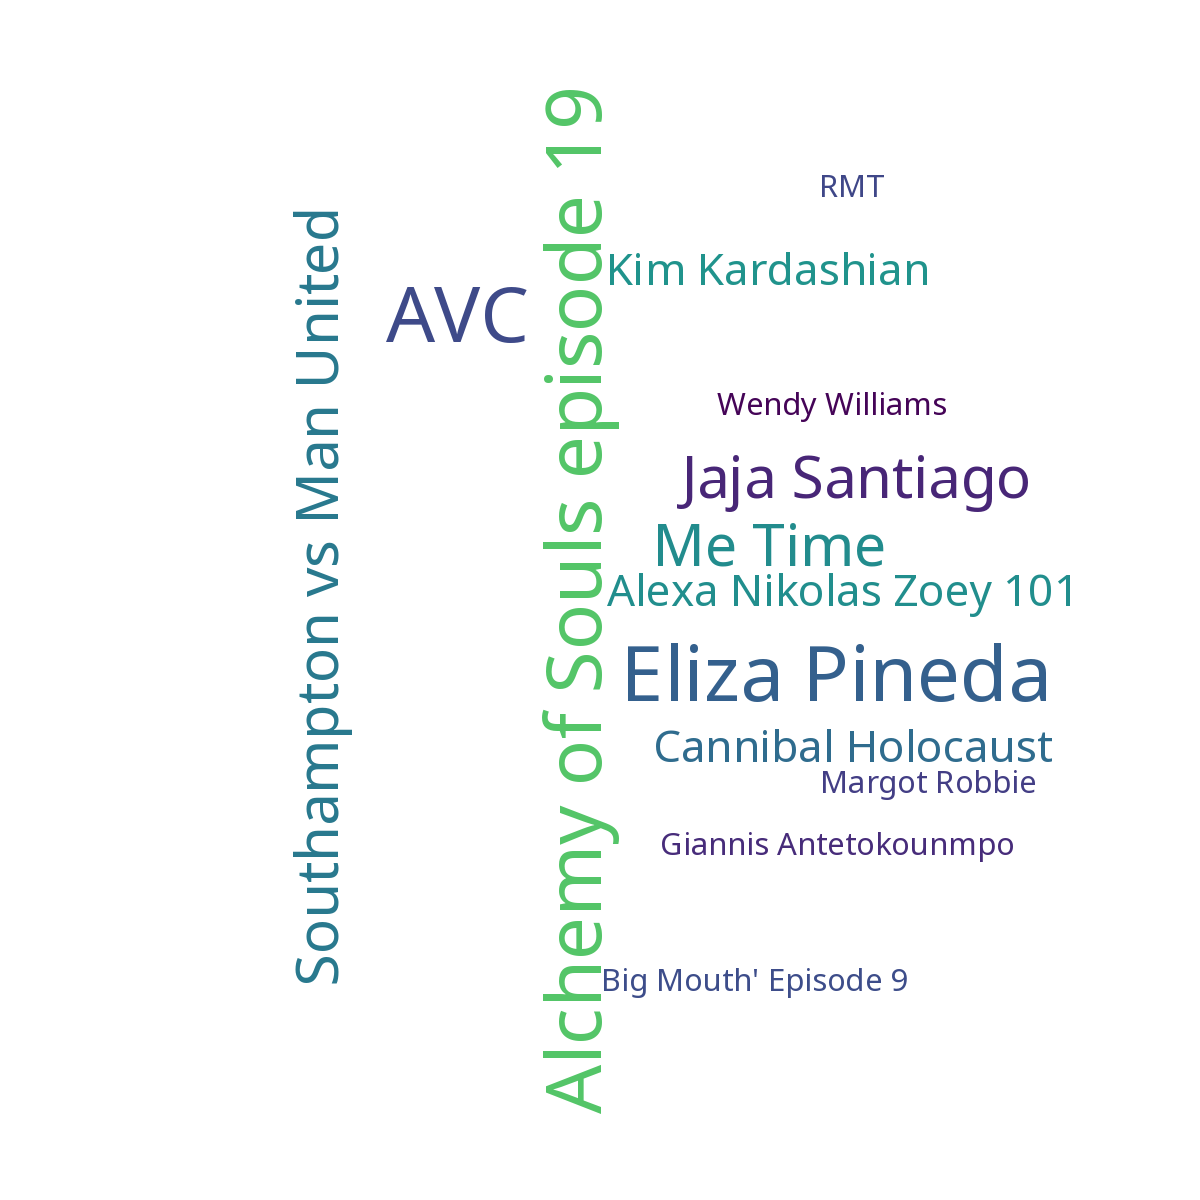 Southampton vs Man United
AVC
Alchemy of Souls episode 19
RMT
Kim Kardashian
Wendy Williams
Jaja Santiago
Me Time
Alexa Nikolas Zoey 101
Eliza Pineda
Cannibal Holocaust
Margot Robbie
Giannis Antetokounmpo
Big Mouth' Episode 9